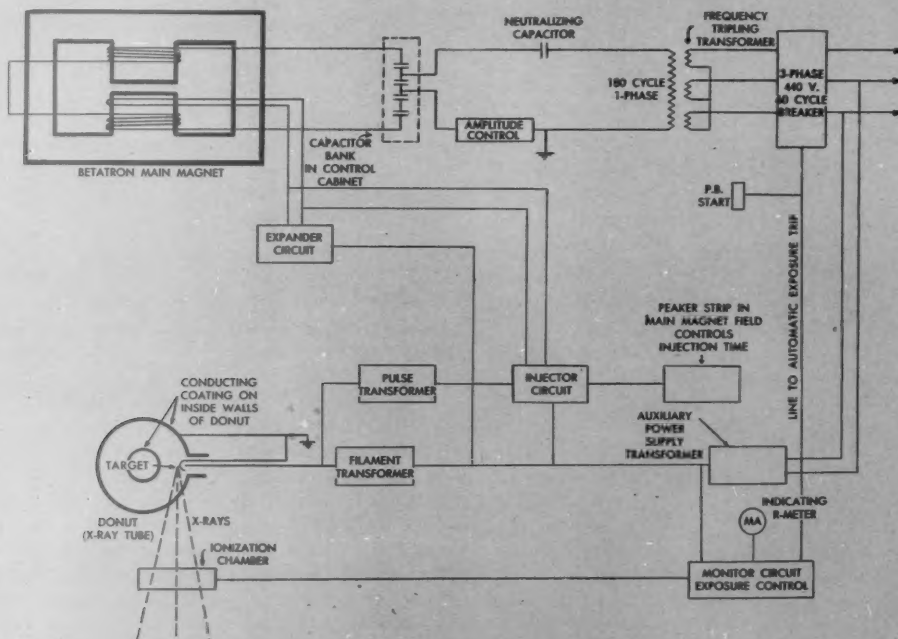 NEUTRALIZING
CAPACITOR
FREQUENCY
TRIPLING
TRANSFORMER
180 CYCLE
1-PHASE
3-PHASE
440 V.
60 CYCLE
BREAKER
AMPLITUDE
CONTROL
CAPACITOR
BANK
IN CONTROL
CABINET
BETATRON MAIN MAGNET
P.B.
START
EXPANDER
CIRCUIT
LINE TO AUTOMATIC EXPOSURE TRIP
PEAKER STRIP IN
MAIN MAGNET FIELD
CONTROLS
INJECTION TIME
CONDUCTING
COATING ON
INSIDE WALLS
OF DONUT
PULSE
TRANSFORMER
INJECTOR
CIRCUIT
AUXILIARY
POWER
SUPPLY
TRANSFORMER
TARGET
FILAMENT
TRANSFORMER
DONUT
(X-RAY TUBE)
X-RAYS
INDICATING
R-METER
MA
IONIZATION
CHAMBER
MONITOR CIRCUIT
EXPOSURE CONTROL